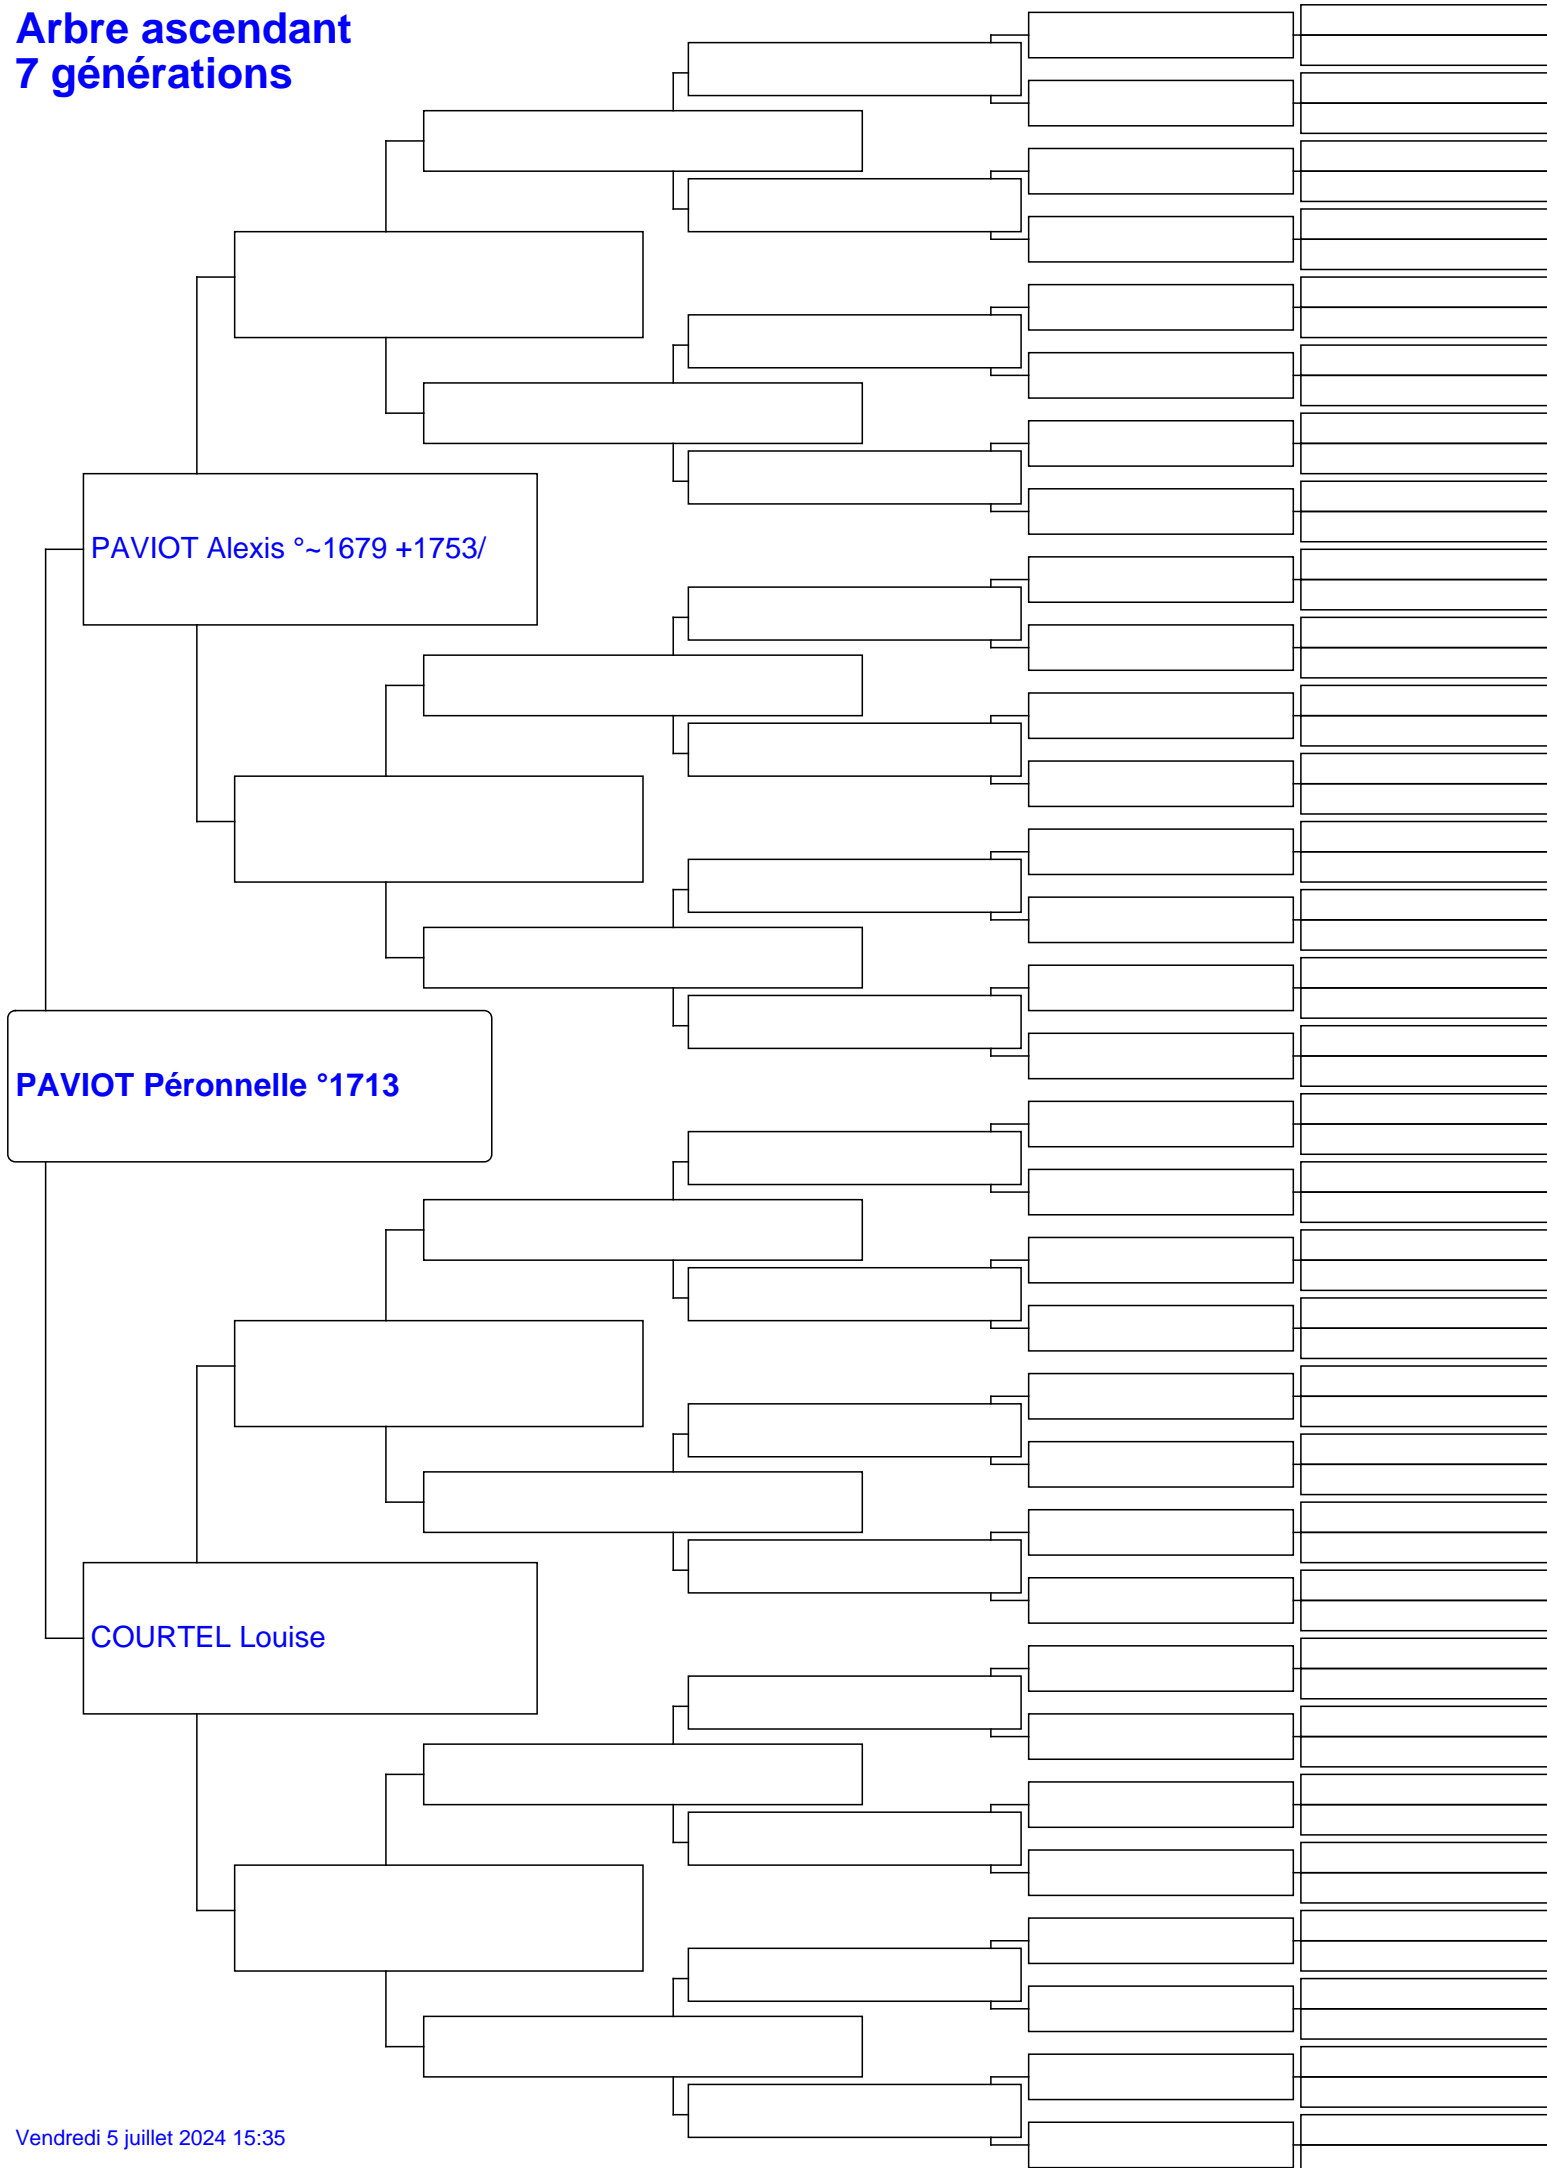 Arbre ascendant
7 générations
PAVIOT Alexis °~1679 +1753/
PAVIOT Péronnelle °1713
COURTEL Louise
Vendredi 5 juillet 2024 15:35